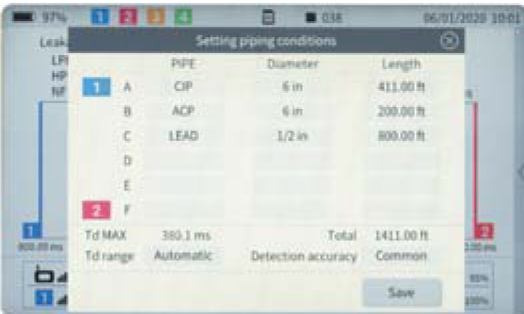 97% 1 2 3 4 038 06/01/2020 10:01
Setting piping conditions
Leak
PIPE Diameter Length
LP
HP
NF
1 A CIP 6 in 411.00 ft
B ACP 6 in 200.00 ft
C LEAD 1/2 in 800.00 ft
D
E
2 F
1 2
Td MAX 380.1 ms Total 1411.00 ft
Td range Automatic Detection accuracy Common
95%
Save
1 100%